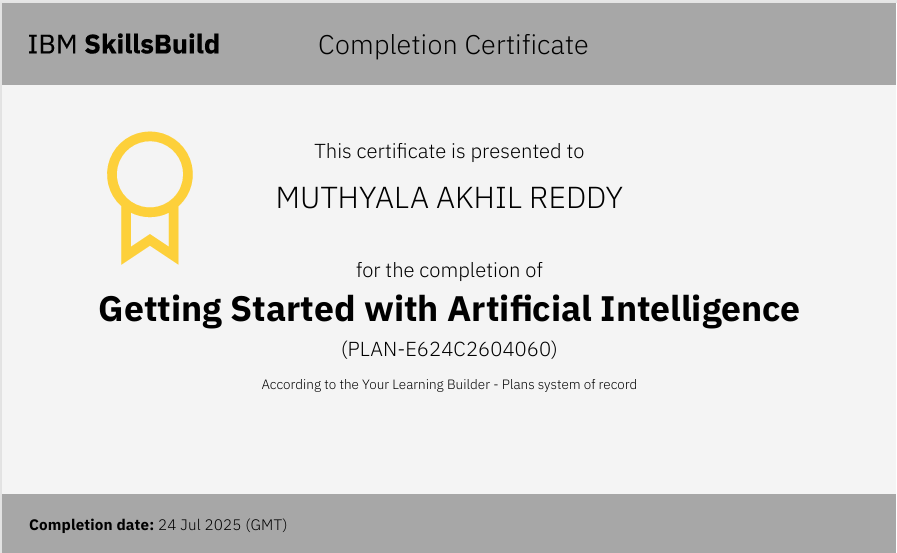 IBM SkillsBuild
Completion Certificate
This certificate is presented to
MUTHYALA AKHIL REDDY
for the completion of
Getting Started with Artificial Intelligence
(PLAN-E624C2604060)
According to the Your Learning Builder - Plans system of record
Completion date: 24 Jul 2025 (GMT)